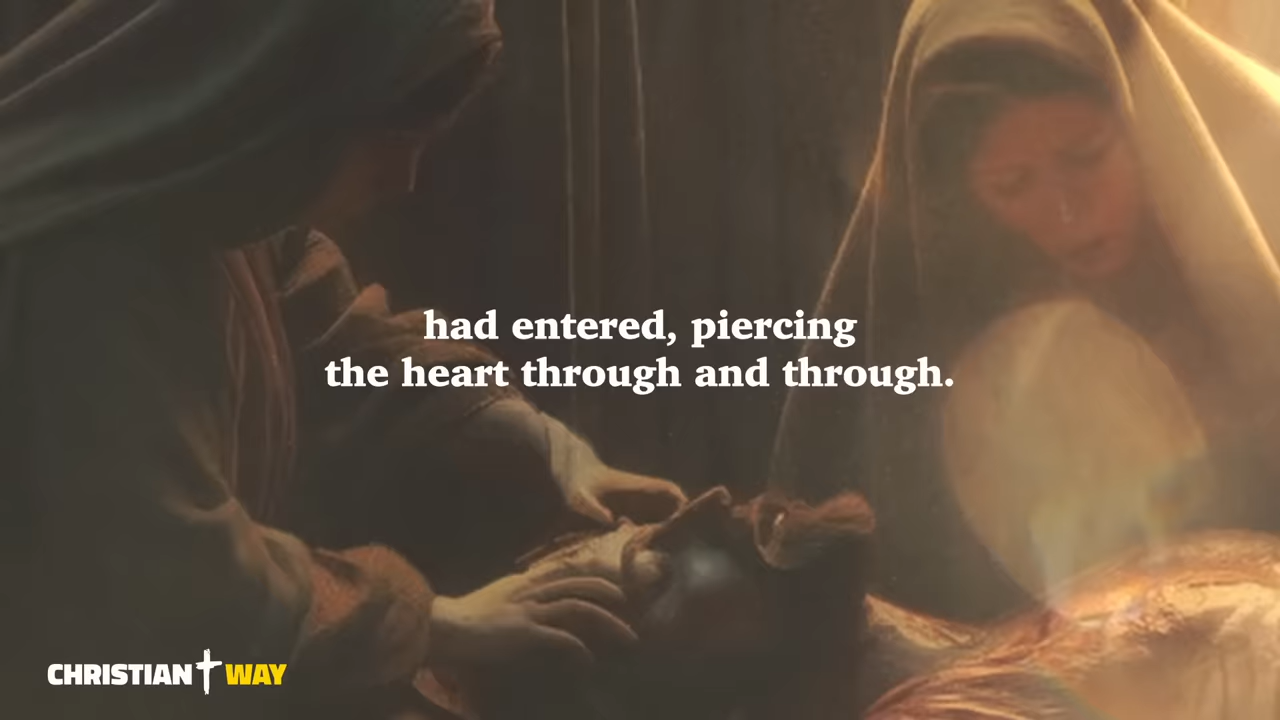 had entered, piercing
the heart through and through.
CHRISTIAN WAY